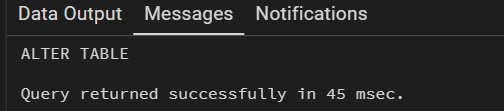 Data Output Messages Notifications
ALTER TABLE
Query returned successfully in 45 msec.